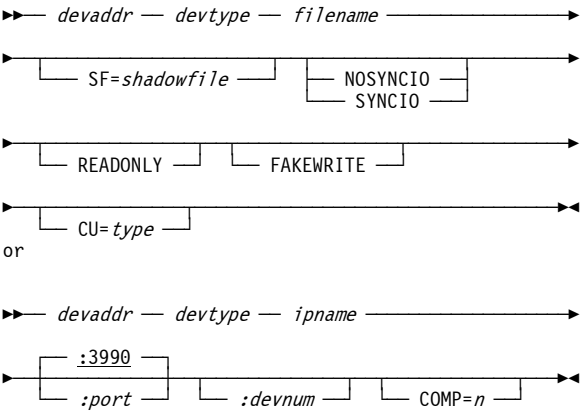 devaddr devtype filename
SF=shadowfile NOSYNCIO
SYNCIO
READONLY FAKEWRITE
CU=type
or
devaddr devtype ipname
:3990
:port :devnum COMP=n